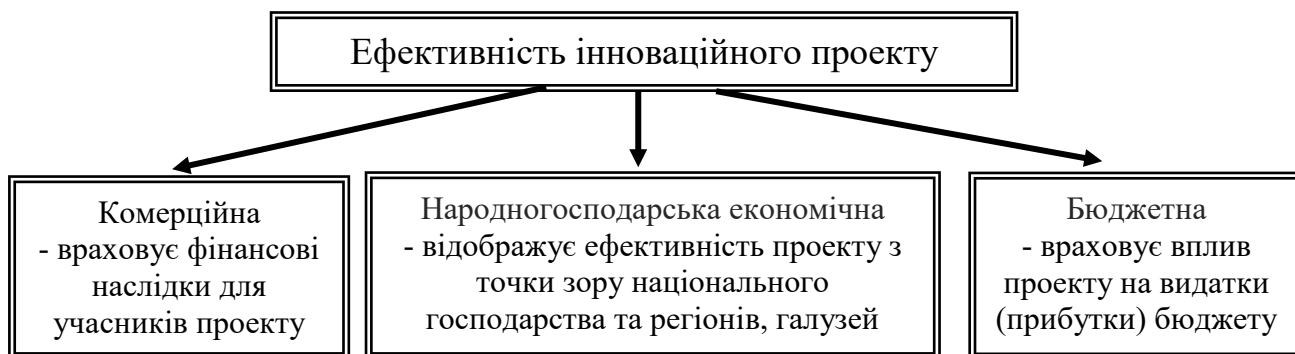 Ефективність інноваційного проекту
Комерційна
- враховує фінансові
наслідки для
учасників проекту
Народногосподарська економічна
- відображує ефективність проекту з
точки зору національного
господарства та регіонів, галузей
Бюджетна
- враховує вплив
проекту на видатки
(прибутки) бюджету